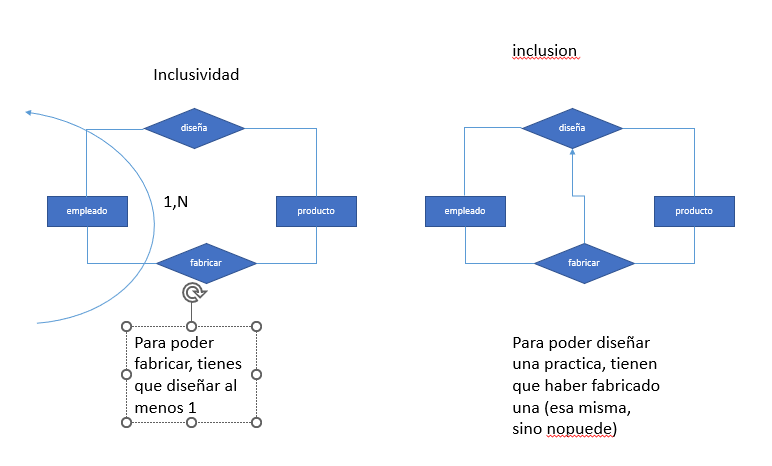 Inclusividad
diseña
empleado
1,N
producto
fabricar
Para poder
fabricar, tienes
que diseñar al
menos 1
inclusion
diseña
empleado
producto
fabricar
Para poder diseñar
una practica, tienen
que haber fabricado
una (esa misma,
sino nopuede)